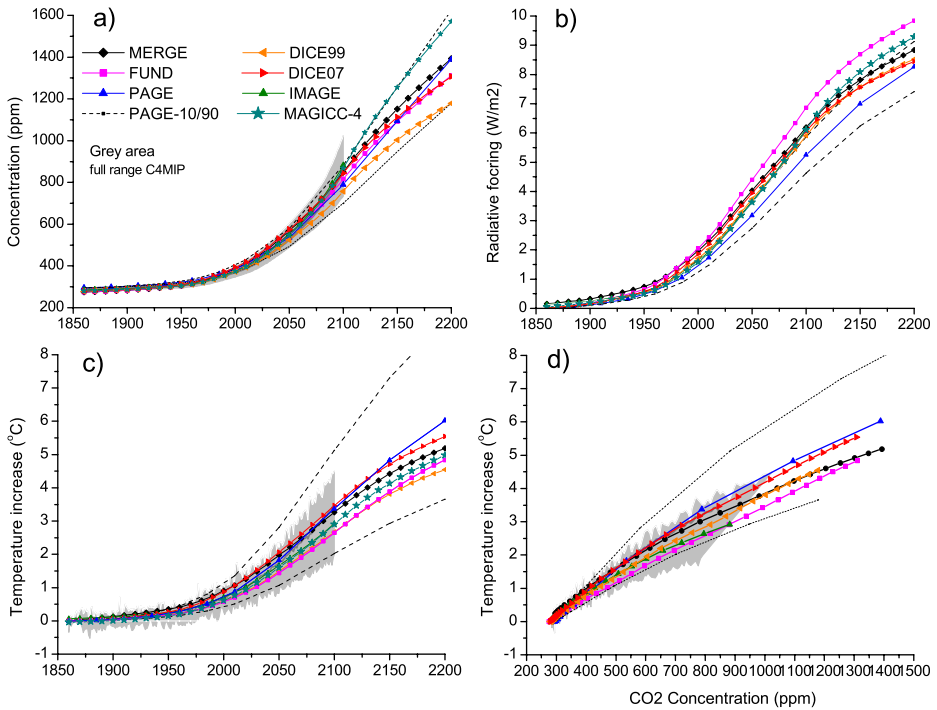 a)
1600
1400
1200
1000
800
600
400
200
Concentration (ppm)
MERGE
FUND
PAGE
PAGE-10/90
DICE99
DICE07
IMAGE
MAGICC-4
Grey area
full range C4MIP
1850 1900 1950 2000 2050 2100 2150 2200
b)
10
9
8
7
6
5
4
3
2
1
0
Radiative focring (W/m2)
1850 1900 1950 2000 2050 2100 2150 2200
c)
8
7
6
5
4
3
2
1
0
-1
Temperature increase (°C)
1850 1900 1950 2000 2050 2100 2150 2200
d)
8
7
6
5
4
3
2
1
0
-1
Temperature increase (°C)
200 300 400 500 600 700 800 900 1000 1100 1200 1300 1400 1500
CO2 Concentration (ppm)